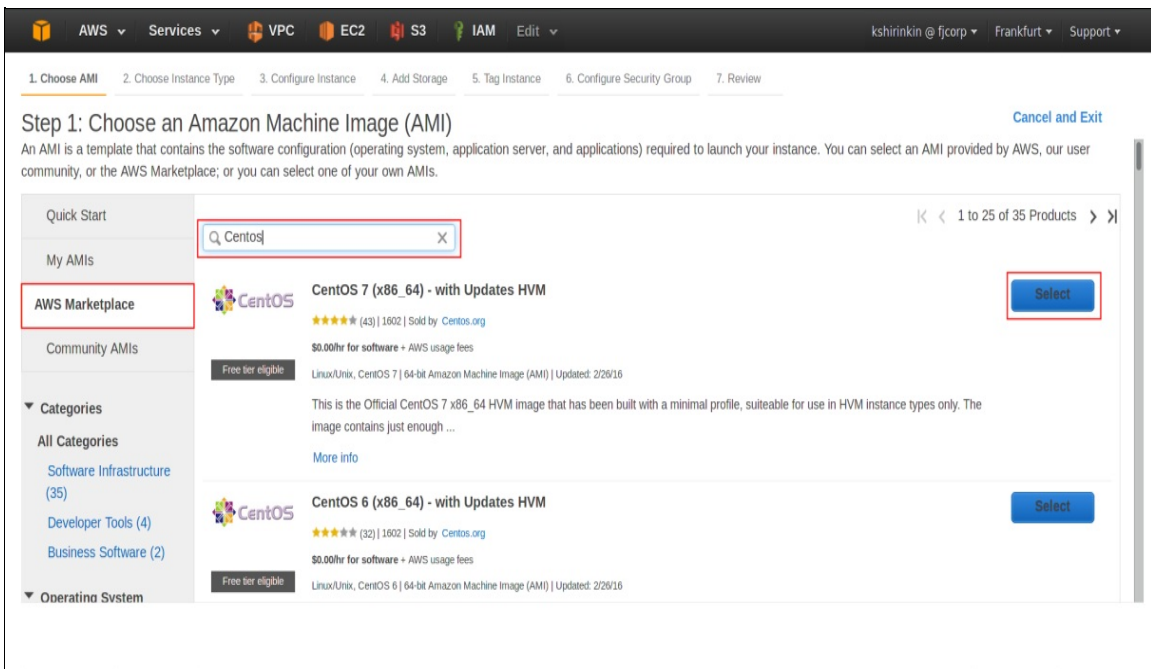 AWS Services VPC EC2 S3 IAM Edit kshirinkin @ fjcorp Frankfurt Support
1. Choose AMI 2. Choose Instance Type 3. Configure Instance 4. Add Storage 5. Tag Instance 6. Configure Security Group 7. Review
Step 1: Choose an Amazon Machine Image (AMI)
Cancel and Exit
An AMI is a template that contains the software configuration (operating system, application server, and applications) required to launch your instance. You can select an AMI provided by AWS, our user
community, or the AWS Marketplace; or you can select one of your own AMIs.
Quick Start
My AMIs
AWS Marketplace
Community AMIs
Categories
All Categories
Software Infrastructure
(35)
Developer Tools (4)
Business Software (2)
Operating System
Centos
1 to 25 of 35 Products
CentOS
Free tier eligible
CentOS 7 (x86_64) - with Updates HVM
(43) | 1602 | Sold by Centos.org
$0.00/hr for software + AWS usage fees
Linux/Unix, CentOS 7 | 64-bit Amazon Machine Image (AMI) | Updated: 2/26/16
This is the Official CentOS 7 x86_64 HVM image that has been built with a minimal profile, suiteable for use in HVM instance types only. The
image contains just enough ...
More info
Select
CentOS
Free tier eligible
CentOS 6 (x86_64) - with Updates HVM
(32) | 1602 | Sold by Centos.org
$0.00/hr for software + AWS usage fees
Linux/Unix, CentOS 6 | 64-bit Amazon Machine Image (AMI) | Updated: 2/26/16
Select